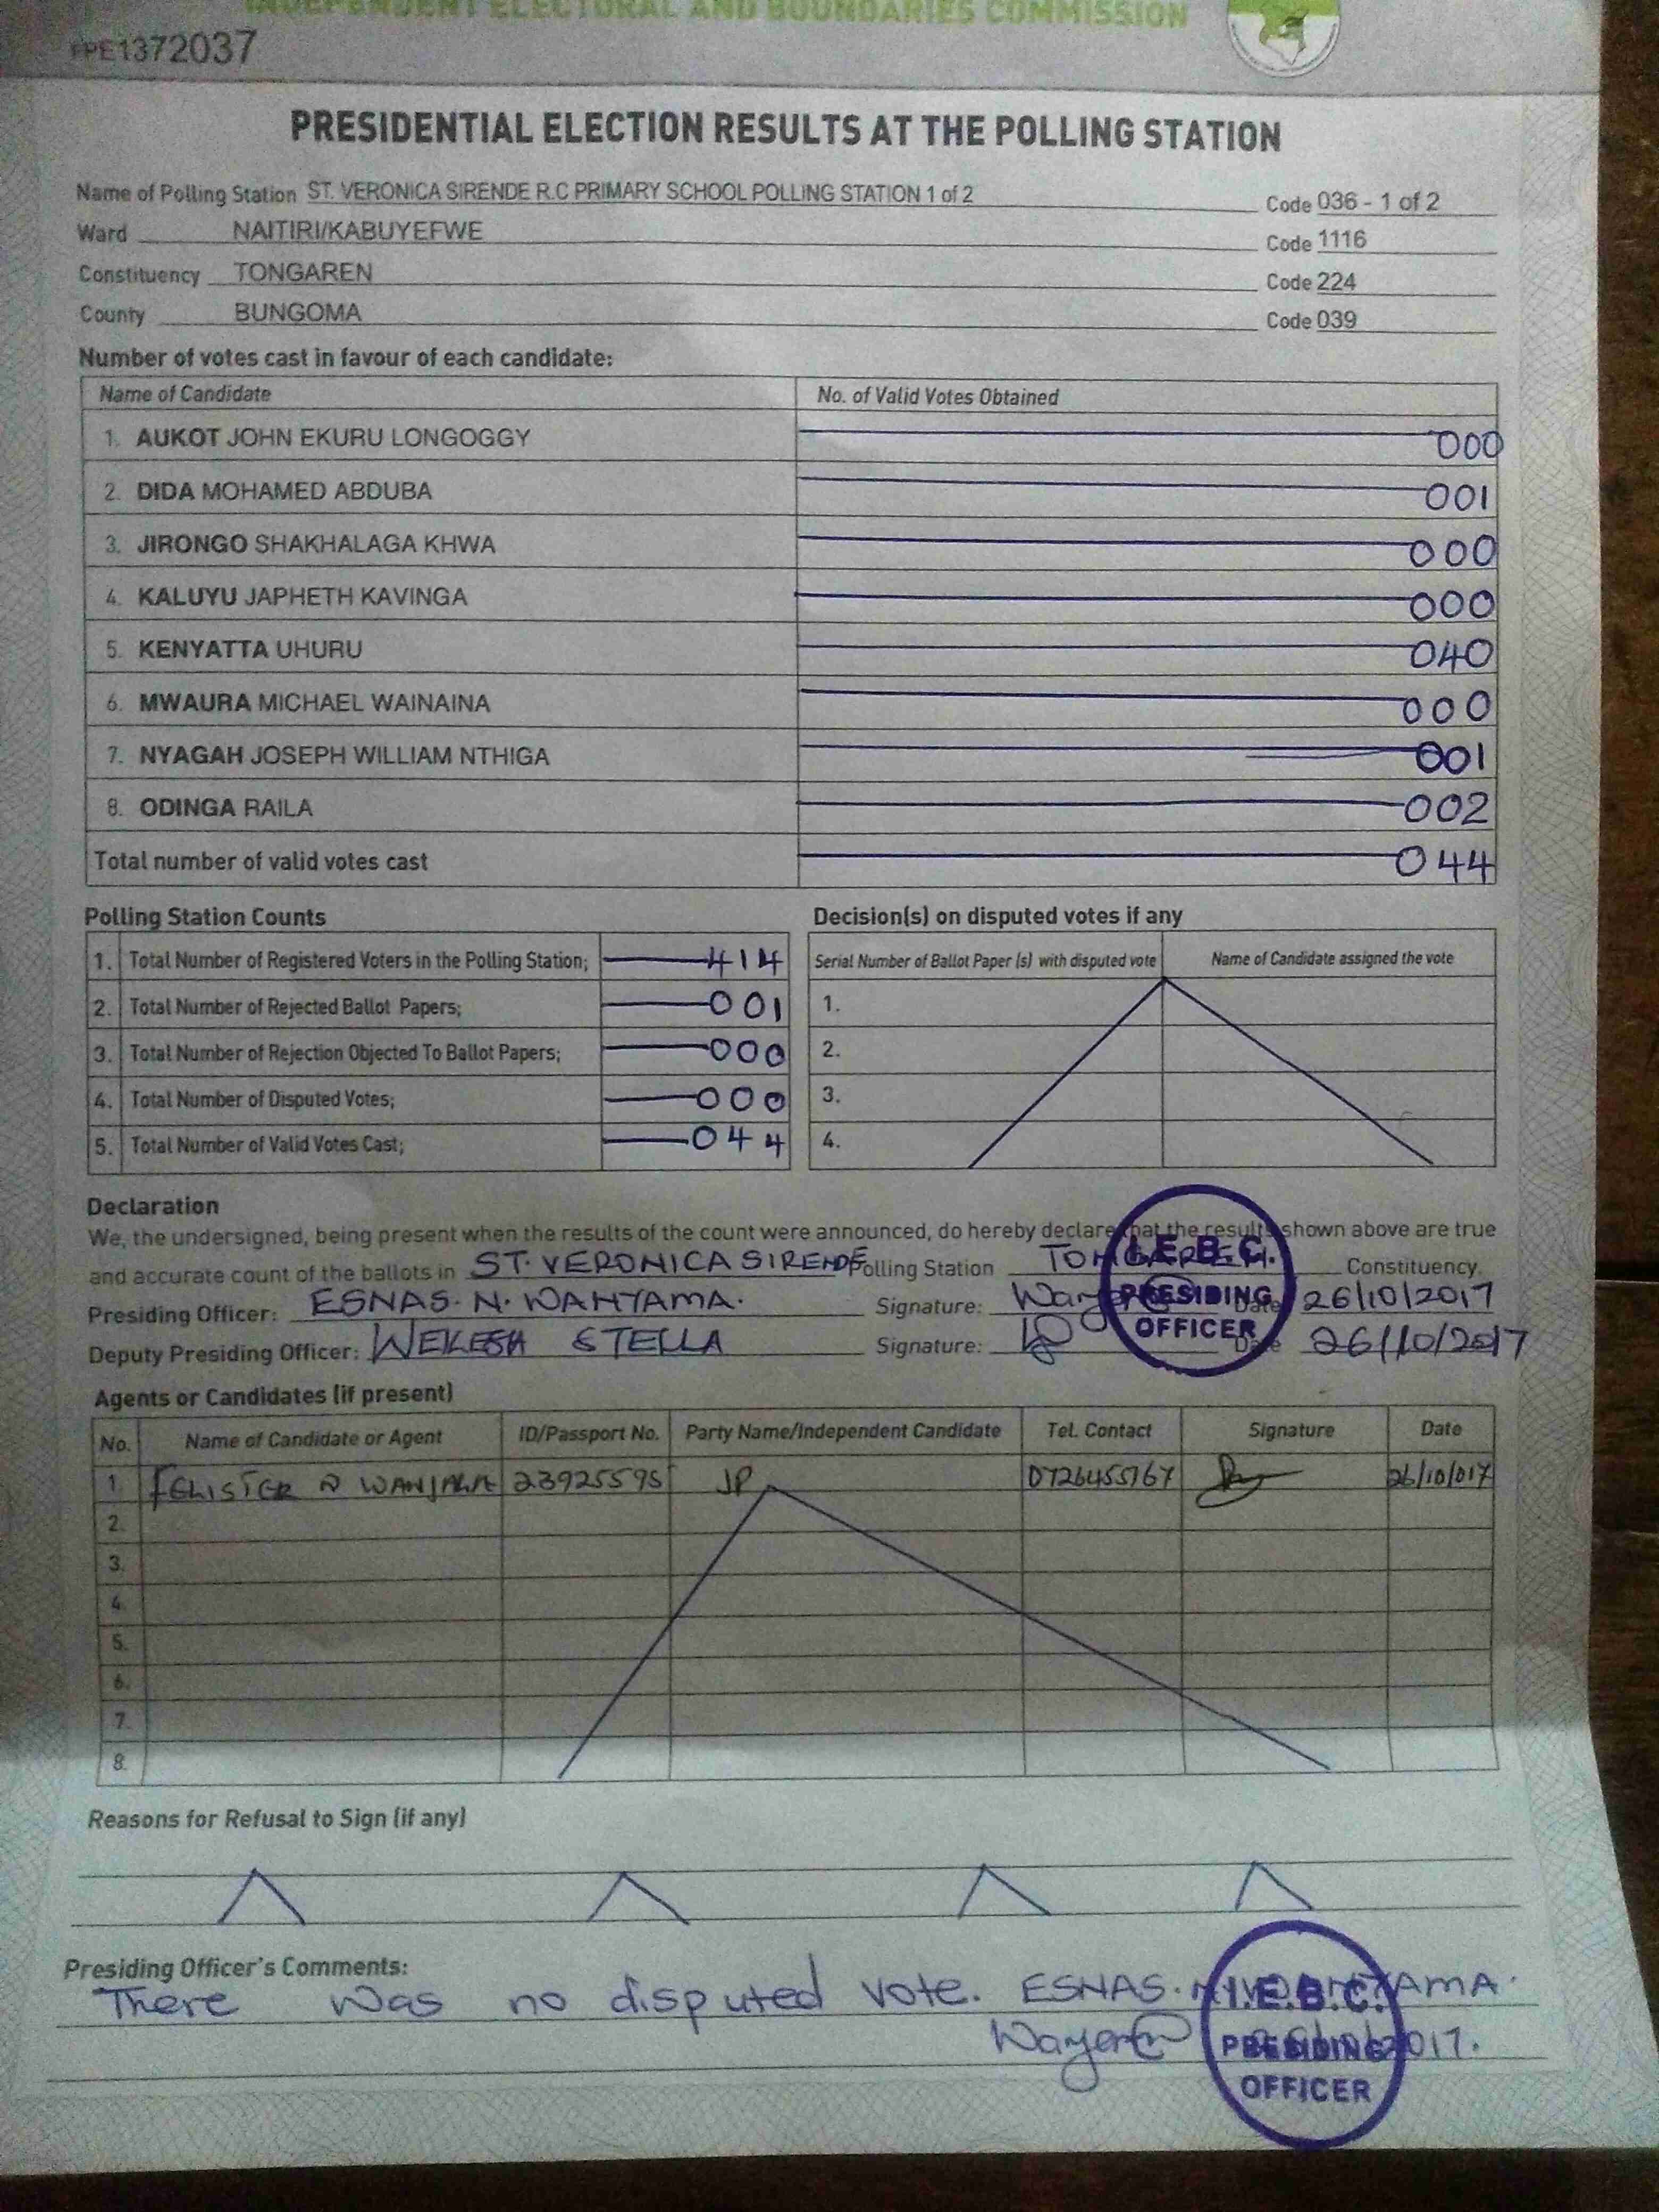 INDEPENDENT ELECTORAL AND BOUNDARIES COMMISSION
FPE1372037
PRESIDENTIAL ELECTION RESULTS AT THE POLLING STATION
Name of Polling Station ST. VERONICA SIRENDE R.C PRIMARY SCHOOL POLLING STATION 1 of 2 Code 036 - 1 of 2
Ward NAITIRI/KABUYEFWE Code 1116
Constituency TONGAREN Code 224
County BUNGOMA Code 039
Number of votes cast in favour of each candidate:
Name of Candidate No. of Valid Votes Obtained
1. AUKOT JOHN EKURU LONGOGGY 000
2. DIDA MOHAMED ABDUBA 001
3. JIRONGO SHAKHALAGA KHWA 000
4. KALUYU JAPHETH KAVINGA 000
5. KENYATTA UHURU 040
6. MWAURA MICHAEL WAINAINA 000
7. NYAGAH JOSEPH WILLIAM NTHIGA 001
8. ODINGA RAILA 002
Total number of valid votes cast 044
Polling Station Counts
1. Total Number of Registered Voters in the Polling Station; 414
2. Total Number of Rejected Ballot Papers; 001
3. Total Number of Rejection Objected To Ballot Papers; 000
4. Total Number of Disputed Votes; 000
5. Total Number of Valid Votes Cast; 044
Decision(s) on disputed votes if any
Serial Number of Ballot Paper (s) with disputed vote Name of Candidate assigned the vote
1.
2.
3.
4.
Declaration
We, the undersigned, being present when the results of the count were announced, do hereby declare that the results shown above are true
and accurate count of the ballots in ST. VERONICA SIRENDE Polling Station TONGAREN. Constituency.
Presiding Officer: ESNAS. N. WANYAMA. Signature: Date 26/10/2017
Deputy Presiding Officer: WEKESA STELLA Signature: Date 26/10/2017
I.E.B.C.
PRESIDING
OFFICER
Agents or Candidates (if present)
No. Name of Candidate or Agent ID/Passport No. Party Name/Independent Candidate Tel. Contact Signature Date
1 FELISTER N WANJALA 23925595 JP 0726455767 26/10/017
2.
3.
4.
5.
6.
7.
8.
Reasons for Refusal to Sign (if any)
Presiding Officer's Comments:
There was no disputed vote. ESNAS. N. WANYAMA.
26/10/2017.
I.E.B.C.
PRESIDING
OFFICER